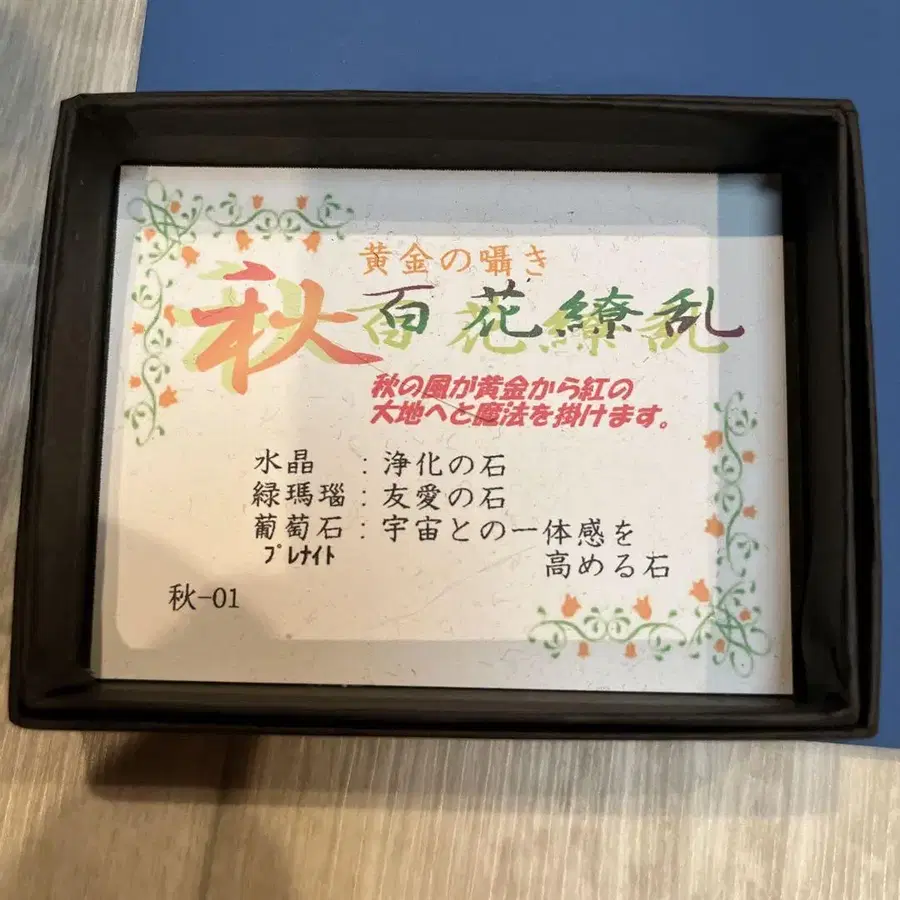 黄金の囁き
秋百花繚乱
秋の風が黄金から紅の
大地へと魔法を掛けます。
水晶　：浄化の石
緑瑪瑙：友愛の石
葡萄石：宇宙との一体感を
ﾌﾟﾚﾅｲﾄ　高める石
秋-01